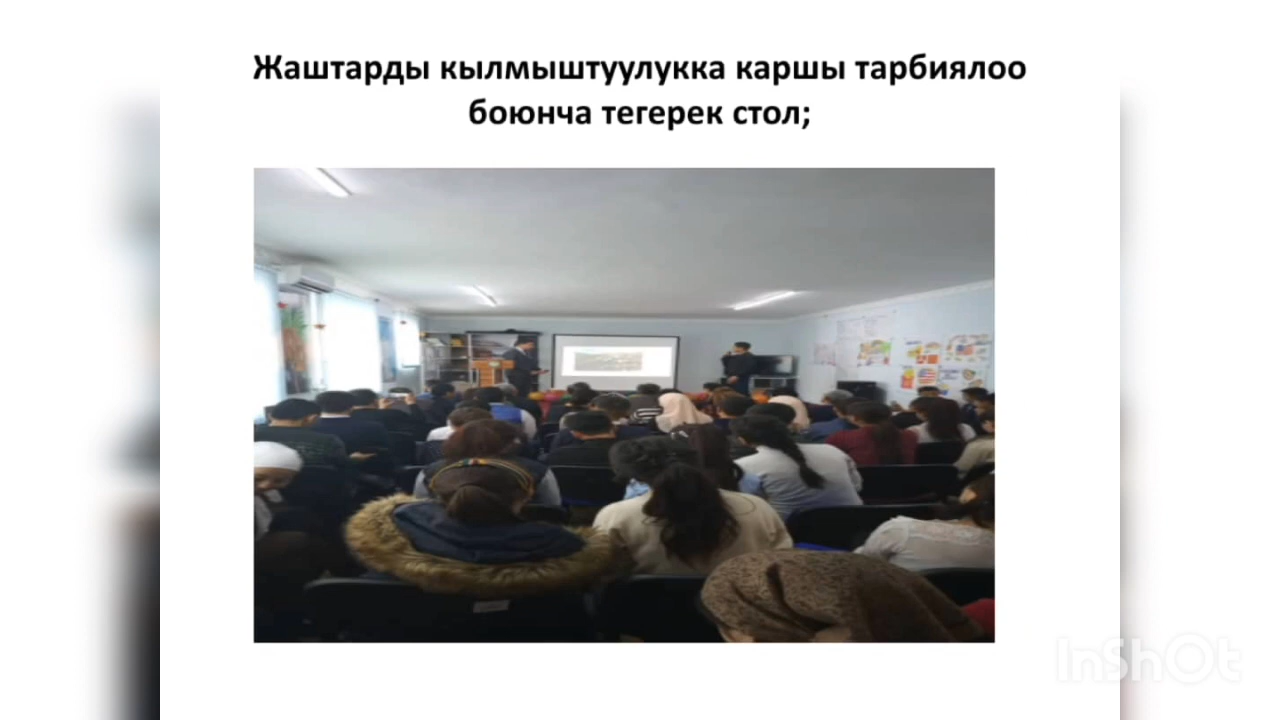 Жаштарды кылмыштуулукка каршы тарбиялоо
боюнча тегерек стол;
InShOt